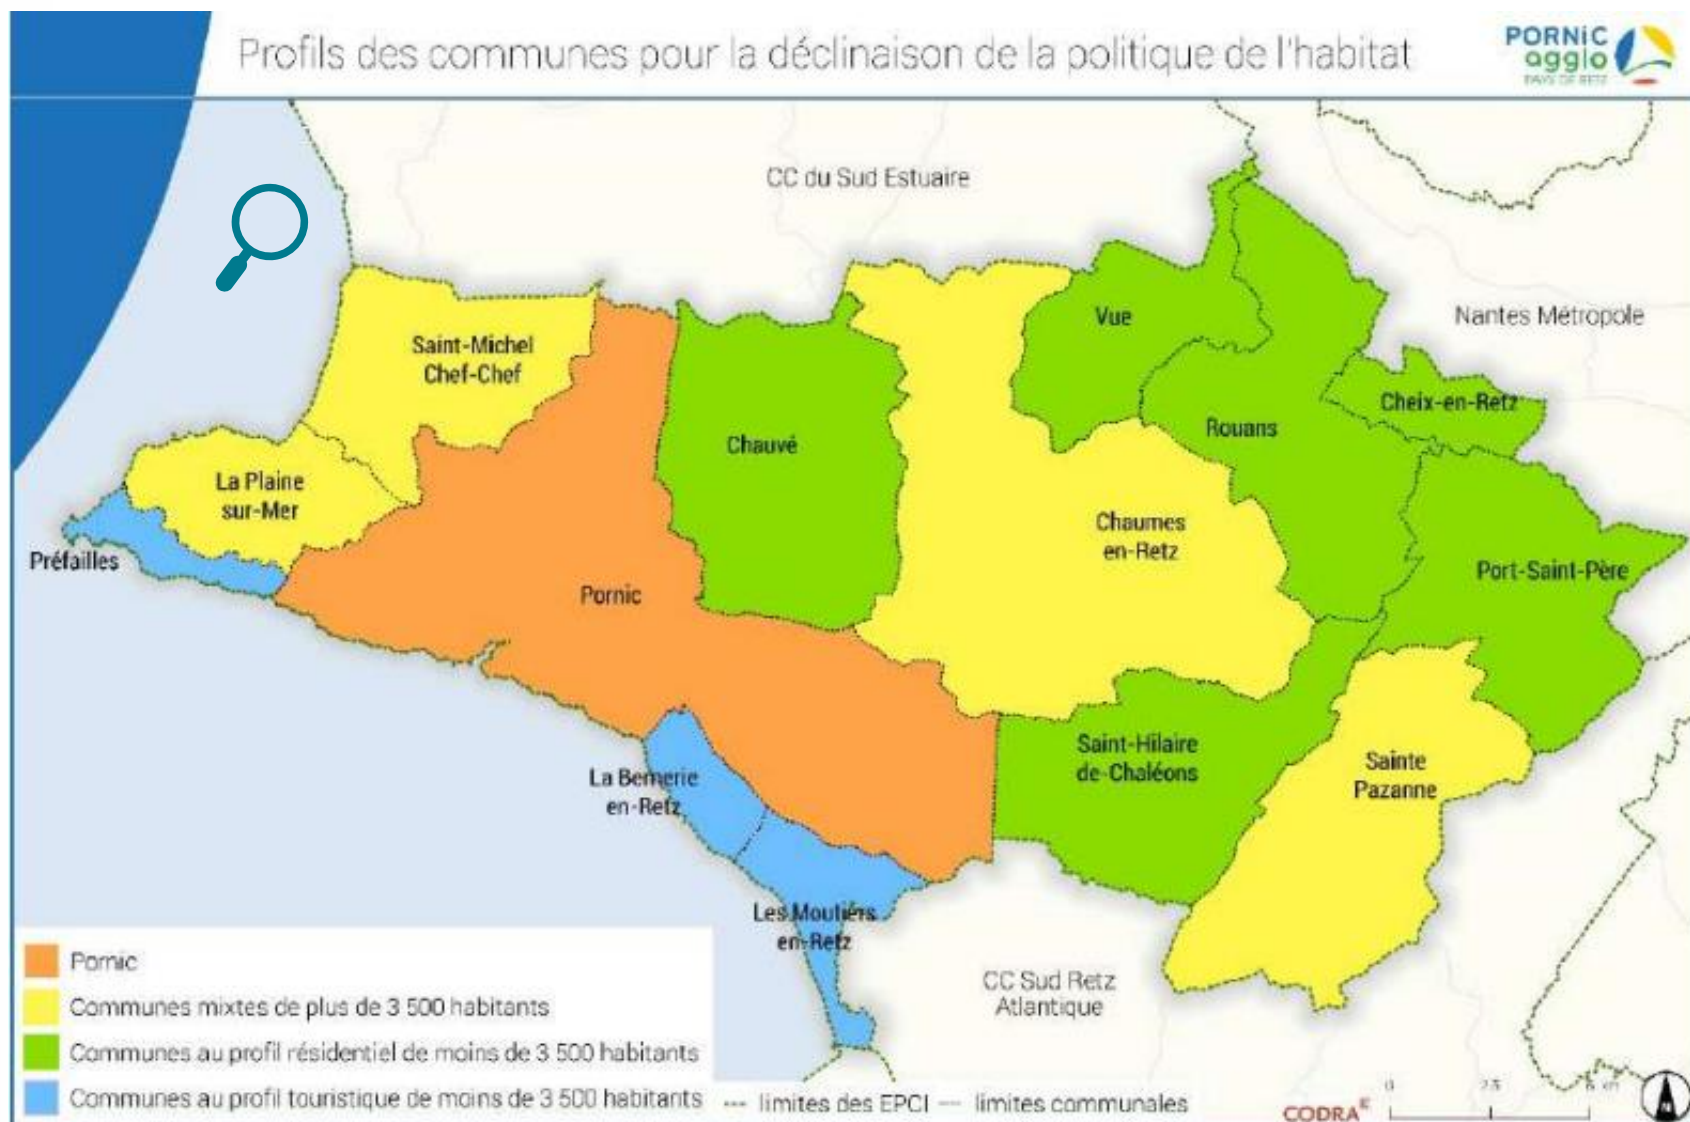 Profils des communes pour la déclinaison de la politique de l'habitat
PORNIC
agglo
PAYS DE RETZ
CC du Sud Estuaire
Nantes Métropole
Saint-Michel
Chef-Chef
Vue
Cheix-en-Retz
Rouans
Chauvé
La Plaine
sur-Mer
Chaumes
en-Retz
Préfailles
Port-Saint-Père
Pornic
Saint-Hilaire
de-Chaléons
Sainte
Pazanne
La Bernerie
en-Retz
Les Moutiers
en-Retz
CC Sud Retz
Atlantique
Pornic
Communes mixtes de plus de 3 500 habitants
Communes au profil résidentiel de moins de 3 500 habitants
Communes au profil touristique de moins de 3 500 habitants
limites des EPCI
limites communales
CODRA
0 2.5 5 km
N